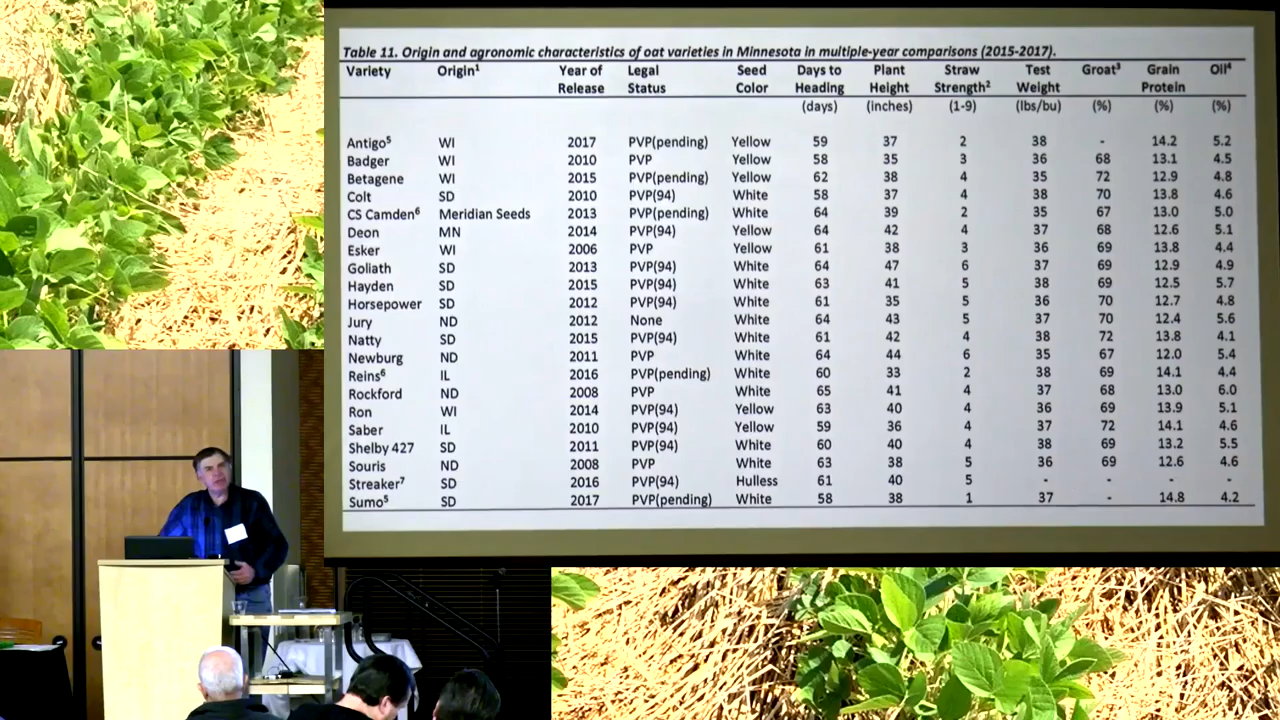 Table 11. Origin and agronomic characteristics of oat varieties in Minnesota in multiple-year comparisons (2015-2017).
Variety Origin¹ Year of Release Legal Status Seed Color Days to Heading Plant Height Straw Strength² Test Weight Groat³ Grain Protein Oil⁴
(days) (inches) (1-9) (lbs/bu) (%) (%) (%)
Antigo⁵ WI 2017 PVP(pending) Yellow 59 37 2 38 - 14.2 5.2
Badger WI 2010 PVP Yellow 58 35 3 36 68 13.1 4.5
Betagene WI 2015 PVP(pending) Yellow 62 38 4 35 72 12.9 4.8
Colt SD 2010 PVP(94) White 58 37 4 38 70 13.8 4.6
CS Camden⁶ Meridian Seeds 2013 PVP(pending) White 64 39 2 35 67 13.0 5.0
Deon MN 2014 PVP(94) Yellow 64 42 4 37 68 12.6 5.1
Esker WI 2006 PVP Yellow 61 38 3 36 69 13.8 4.4
Goliath SD 2013 PVP(94) White 64 47 6 37 69 12.9 4.9
Hayden SD 2015 PVP(94) White 63 41 5 38 69 12.5 5.7
Horsepower SD 2012 PVP(94) White 61 35 5 36 70 12.7 4.8
Jury ND 2012 None White 64 43 5 37 70 12.4 5.6
Natty SD 2015 PVP(94) White 61 42 4 38 72 13.8 4.1
Newburg ND 2011 PVP White 64 44 6 35 67 12.0 5.4
Reins⁶ IL 2016 PVP(pending) White 60 33 2 38 69 14.1 4.4
Rockford ND 2008 PVP White 65 41 4 37 68 13.0 6.0
Ron WI 2014 PVP(94) Yellow 63 40 4 36 69 13.9 5.1
Saber IL 2010 PVP(94) Yellow 59 36 4 37 72 14.1 4.6
Shelby 427 SD 2011 PVP(94) White 60 40 4 38 69 13.2 5.5
Souris ND 2008 PVP White 63 38 5 36 69 12.6 4.6
Streaker⁷ SD 2016 PVP(94) Hulless 61 40 5 - - - -
Sumo⁵ SD 2017 PVP(pending) White 58 38 1 37 - 14.8 4.2